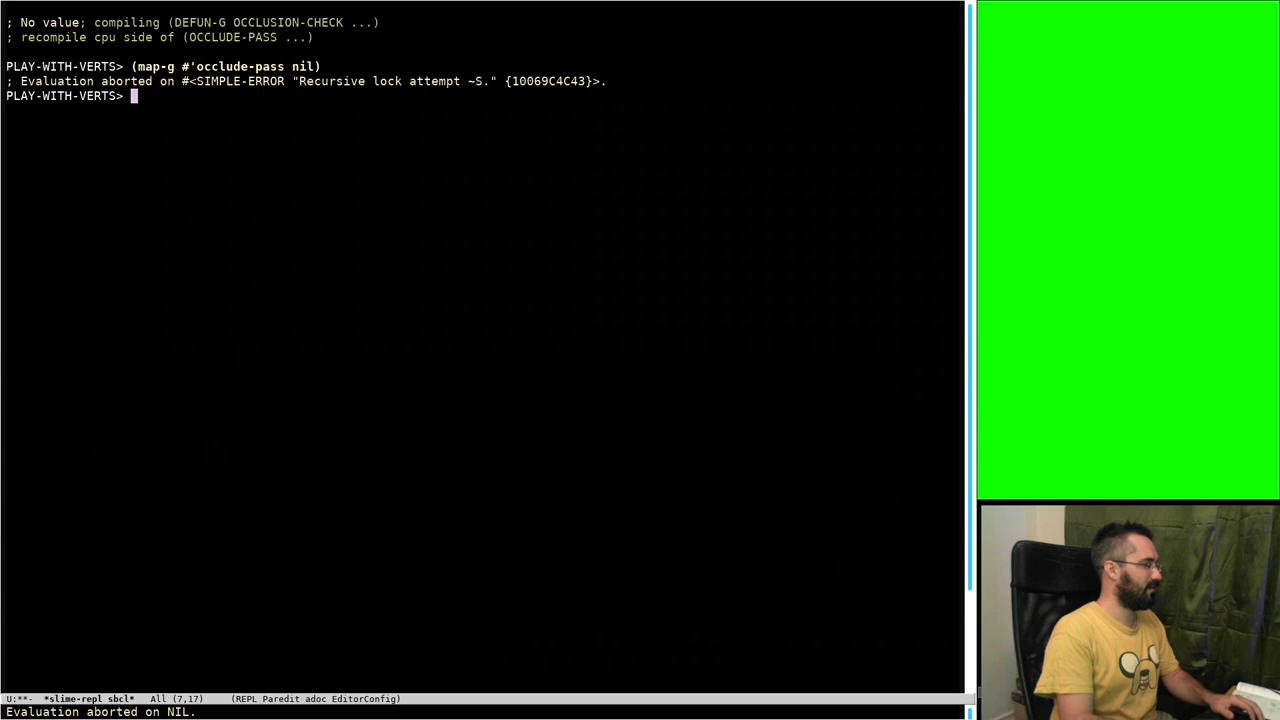 ; No value; compiling (DEFUN-G OCCLUSION-CHECK ...)
; recompile cpu side of (OCCLUDE-PASS ...)
PLAY-WITH-VERTS> (map-g #'occlude-pass nil)
; Evaluation aborted on #<SIMPLE-ERROR "Recursive lock attempt ~S." {10069C4C43}>.
PLAY-WITH-VERTS>
U:**-  *slime-repl sbcl*   All (7,17)     (REPL Paredit adoc EditorConfig)
Evaluation aborted on NIL.